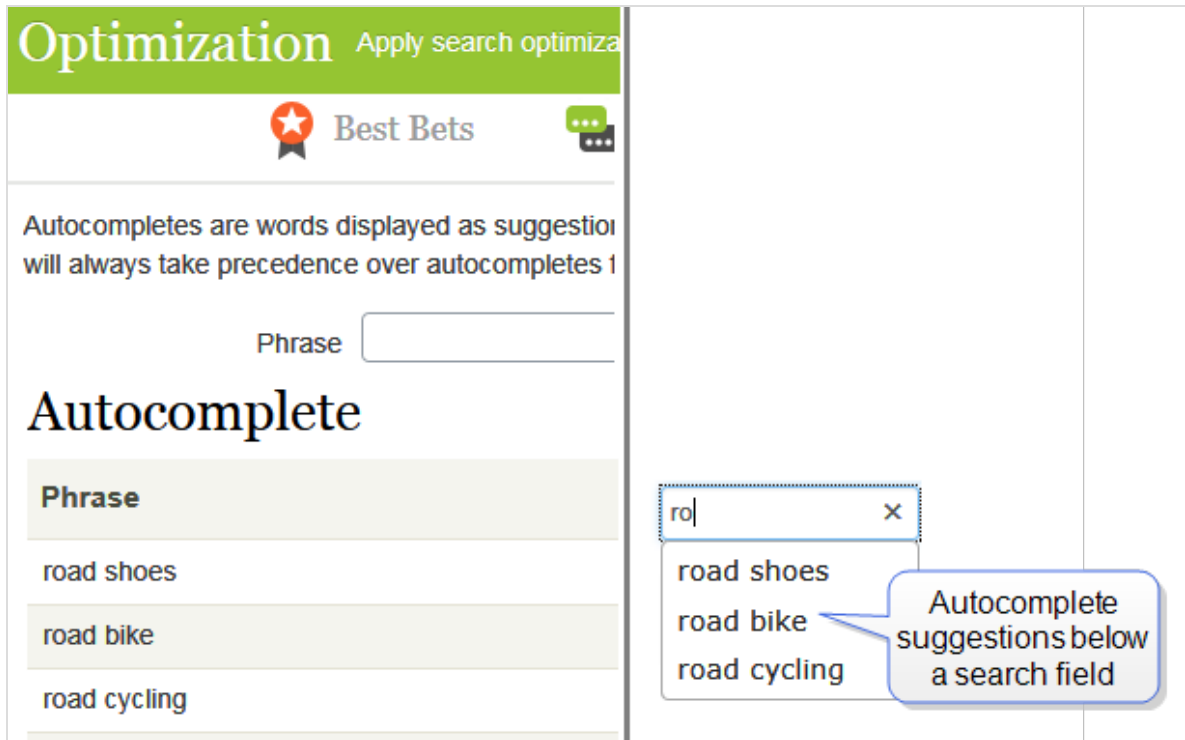 Optimization Apply search optimiza
Best Bets
Autocompletes are words displayed as suggestion
will always take precedence over autocompletes f
Phrase
Autocomplete
Phrase
road shoes
road bike
road cycling
ro
road shoes
road bike
road cycling
Autocomplete
suggestions below
a search field